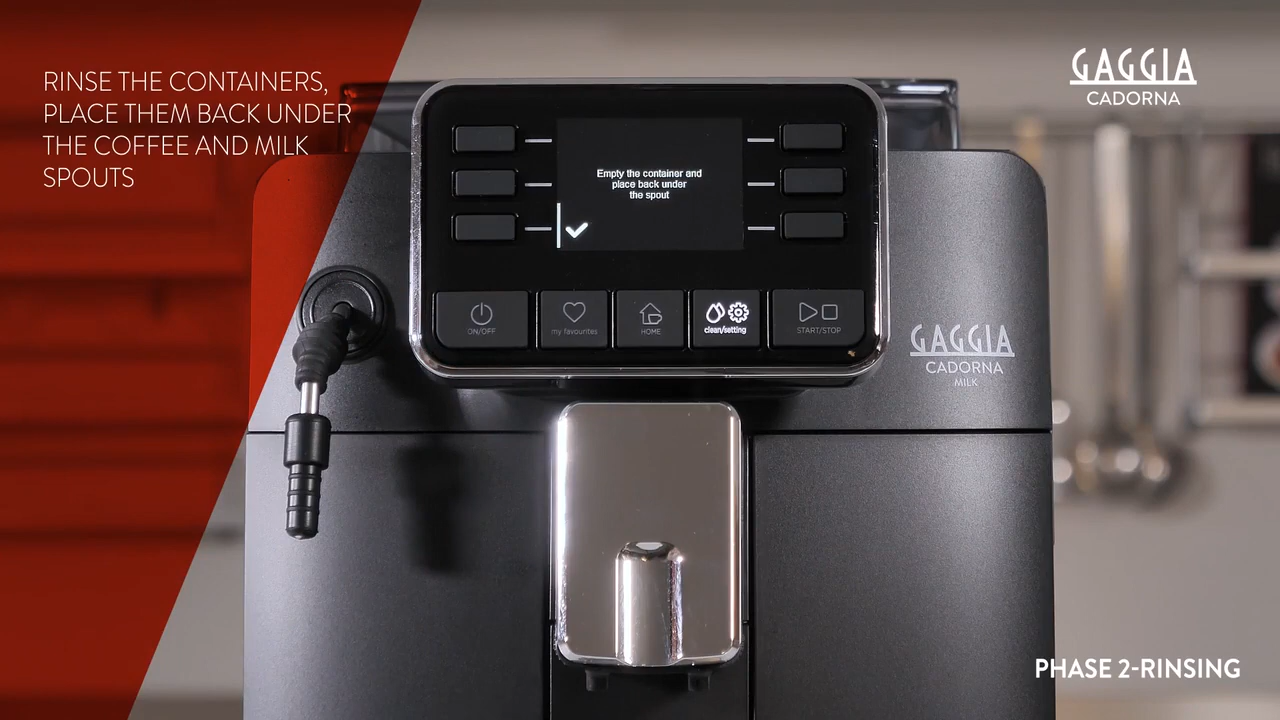 RINSE THE CONTAINERS,
PLACE THEM BACK UNDER
THE COFFEE AND MILK
SPOUTS
GAGGIA
CADORNA
Empty the container and
place back under
the spout
ON/OFF
my favourites
HOME
clean/setting
START/STOP
GAGGIA
CADORNA
MILK
PHASE 2-RINSING